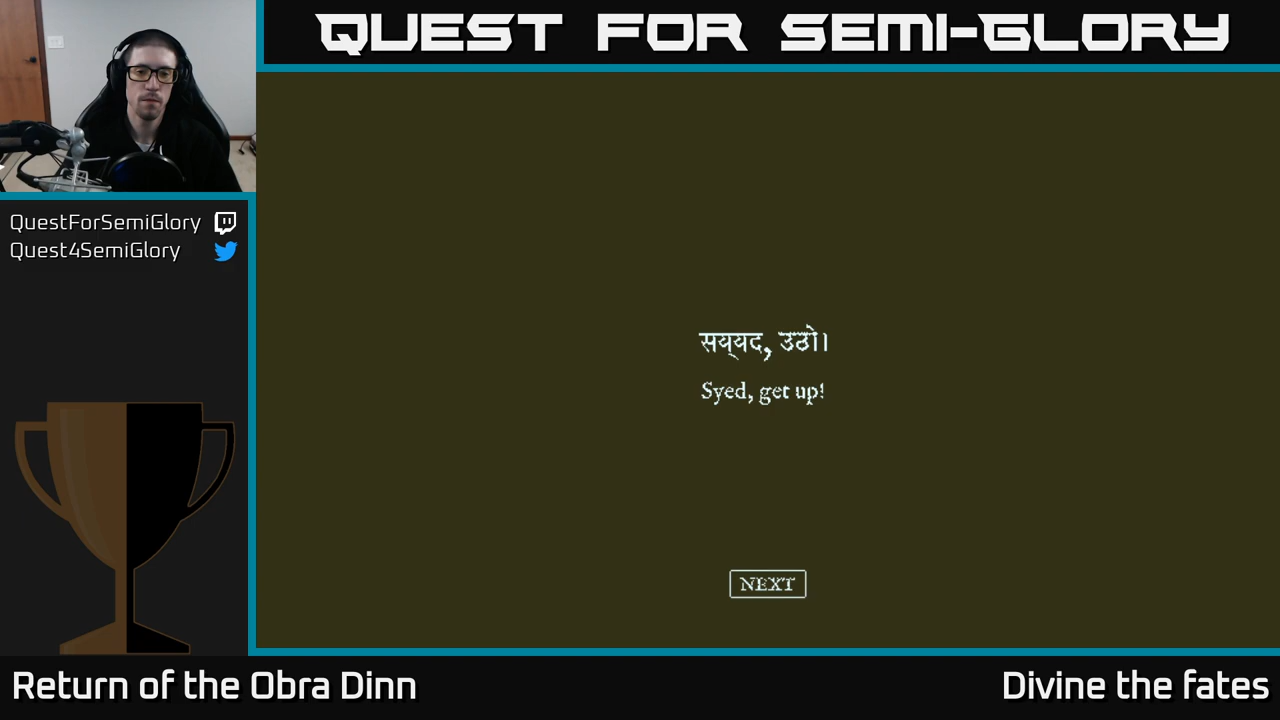 QUEST FOR SEMI-GLORY
QuestForSemiGlory
Quest4SemiGlory
सय्‌यद, उठो।
Syed, get up!
NEXT
Return of the Obra Dinn
Divine the fates